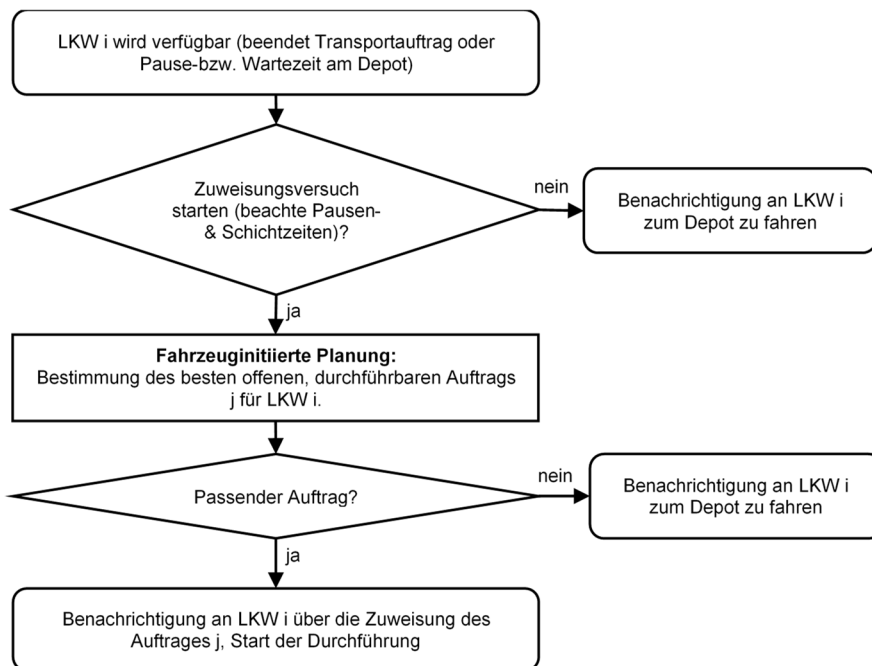 LKW i wird verfügbar (beendet Transportauftrag oder
Pause-bzw. Wartezeit am Depot)
Zuweisungsversuch
starten (beachte Pausen-
& Schichtzeiten)?
nein
Benachrichtigung an LKW i
zum Depot zu fahren
ja
Fahrzeuginitiierte Planung:
Bestimmung des besten offenen, durchführbaren Auftrags
j für LKW i.
Passender Auftrag?
nein
Benachrichtigung an LKW i
zum Depot zu fahren
ja
Benachrichtigung an LKW i über die Zuweisung des
Auftrages j, Start der Durchführung